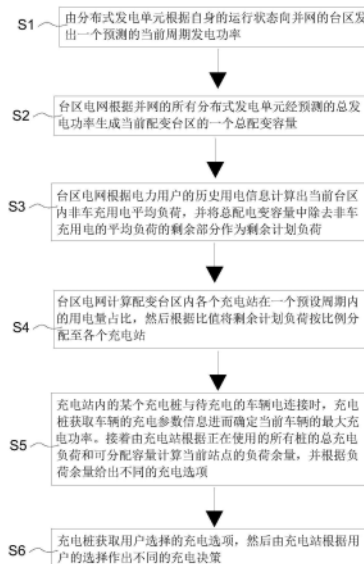 S1
由分布式发电单元根据自身的运行状态向并网的台区发
出一个预测的当前周期发电功率
S2
台区电网根据并网的所有分布式发电单元经预测的总发
电功率生成当前配变台区的一个总配变容量
S3
台区电网根据电力用户的历史用电信息计算出当前台区
内非车充用电平均负荷，并将总配电变容量中除去非车
充用电的平均负荷的剩余部分作为剩余计划负荷
S4
台区电网计算配变台区内各个充电站在一个预设周期内
的用电量占比，然后根据比值将剩余计划负荷按比例分
配至各个充电站
S5
充电站内的某个充电桩与待充电的车辆电连接时，充电
桩获取车辆的充电参数信息进而确定当前车辆的最大充
电功率。接着由充电站根据正在使用的所有桩的总充电
负荷和可分配容量计算当前站点的负荷余量，并根据负
荷余量给出不同的充电选项
S6
充电桩获取用户选择的充电选项，然后由充电站根据用
户的选择作出不同的充电决策